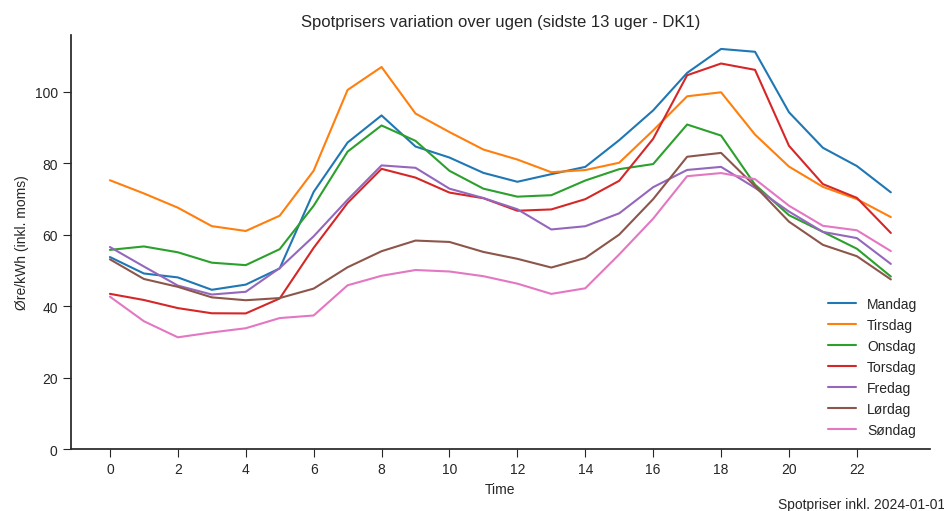 Spotprisers variation over ugen (sidste 13 uger - DK1)
Øre/kWh (inkl. moms)
100
80
60
40
20
0
0 2 4 6 8 10 12 14 16 18 20 22
Time
Mandag
Tirsdag
Onsdag
Torsdag
Fredag
Lørdag
Søndag
Spotpriser inkl. 2024-01-01